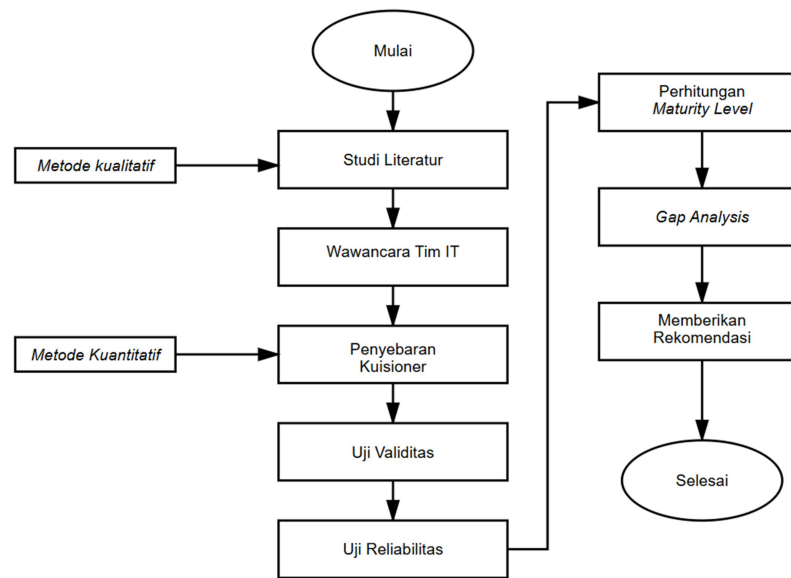 Mulai
Metode kualitatif
Studi Literatur
Wawancara Tim IT
Metode Kuantitatif
Penyebaran
Kuisioner
Uji Validitas
Uji Reliabilitas
Perhitungan
Maturity Level
Gap Analysis
Memberikan
Rekomendasi
Selesai